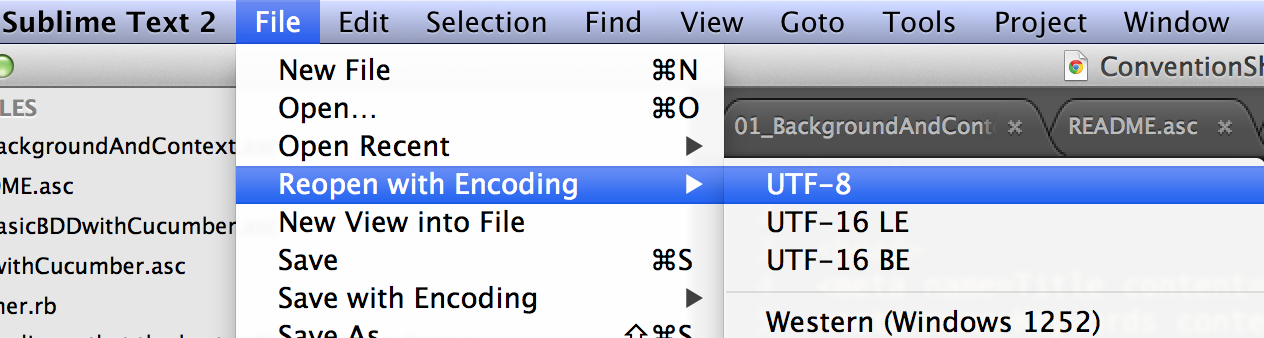 Sublime Text 2 File Edit Selection Find View Goto Tools Project Window
New File ⌘N
ConventionSh
LES
Open... ⌘O
01_BackgroundAndCont × README.asc ×
ackgroundAndContext
Open Recent ▶
ME.asc
Reopen with Encoding ▶ UTF-8
asicBDDwithCucumber
New View into File UTF-16 LE
withCucumber.asc
Save ⌘S UTF-16 BE
ner.rb
Save with Encoding ▶
Save As ⇧⌘S Western (Windows 1252)